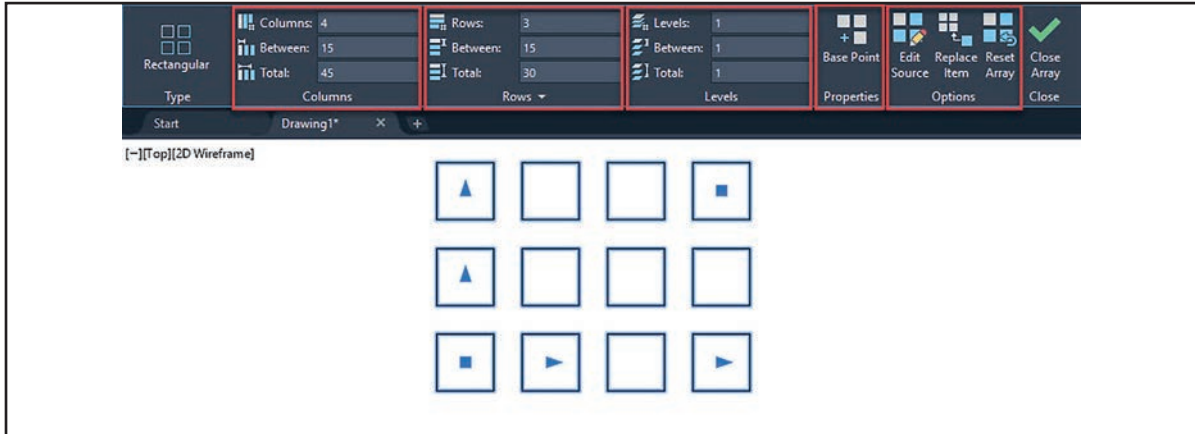 Columns: 4 Rows: 3 Levels: 1
Between: 15 Between: 15 Between: 1 Base Point Edit Replace Reset Close
Rectangular Total: 45 Total: 30 Total: 1 Source Item Array Array
Type Columns Rows Levels Properties Options Close
Start Drawing1* × +
[−][Top][2D Wireframe]